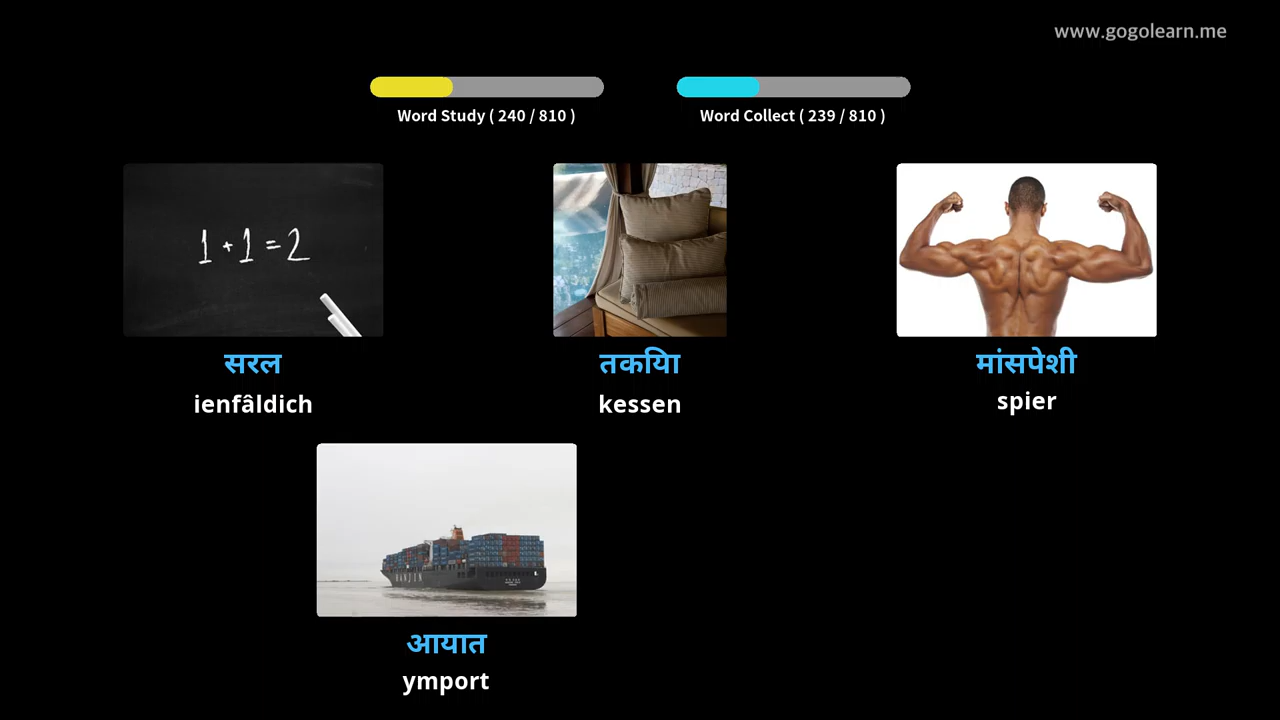 www.gogolearn.me
Word Study ( 240 / 810 )
Word Collect ( 239 / 810 )
1 + 1 = 2
सरल
ienfâldich
तकिया
kessen
मांसपेशी
spier
HANJIN
आयात
ymport